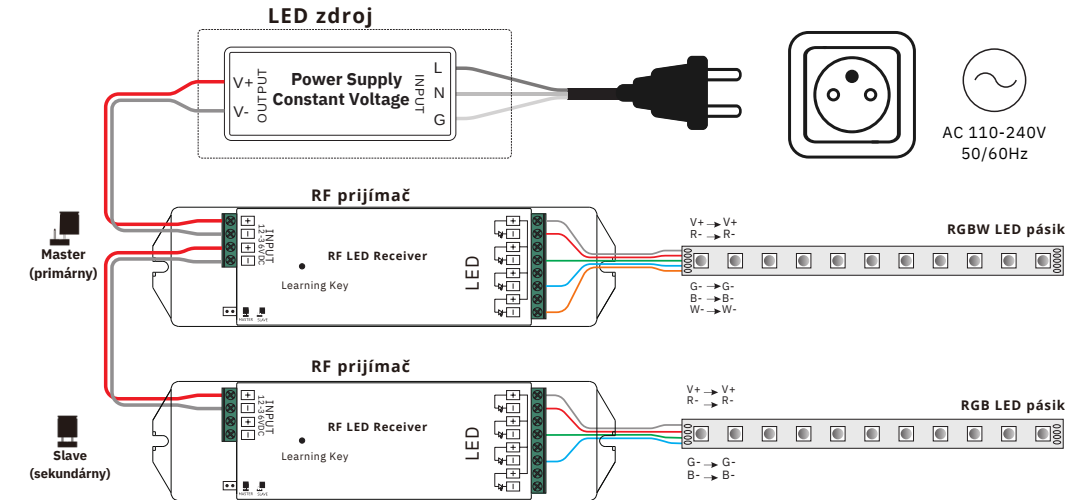 LED zdroj
V+
V-
OUTPUT
Power Supply
Constant Voltage
INPUT
L
N
G
AC 110-240V
50/60Hz
RF prijímač
Master
(primárny)
+
-
+
-
INPUT
12-36VDC
RF LED Receiver
Learning Key
MASTER SLAVE
LED
+
-
+
-
+
-
+
-
V+ → V+
R- → R-
G- → G-
B- → B-
W- → W-
RGBW LED pásik
RF prijímač
Slave
(sekundárny)
+
-
+
-
INPUT
12-36VDC
RF LED Receiver
Learning Key
MASTER SLAVE
LED
+
-
+
-
+
-
+
-
V+ → V+
R- → R-
G- → G-
B- → B-
RGB LED pásik